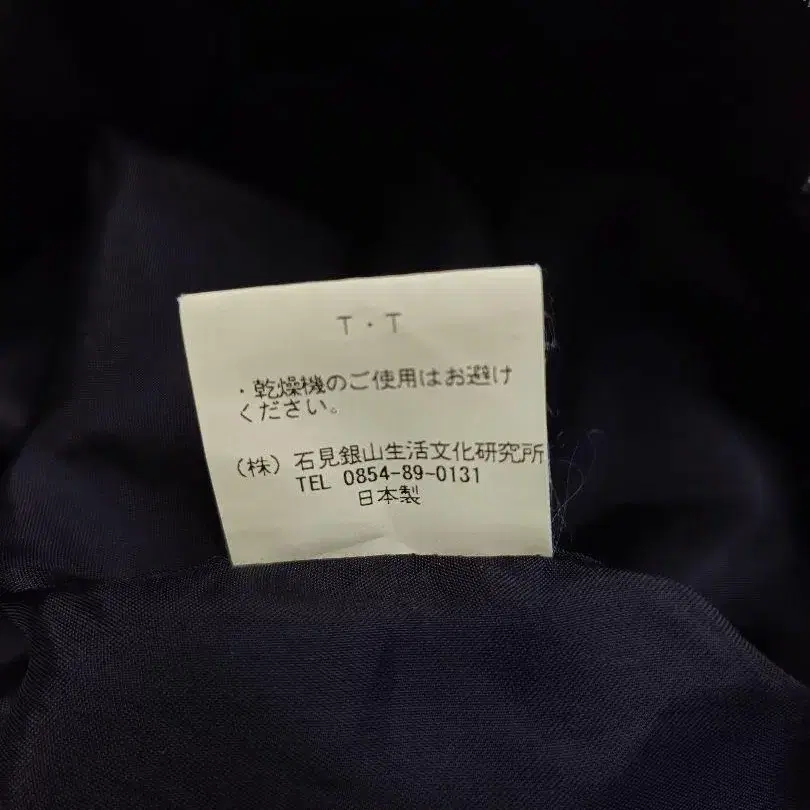 T・T
・乾燥機のご使用はお避け
ください。
（株）石見銀山生活文化研究所
TEL 0854-89-0131
日本製